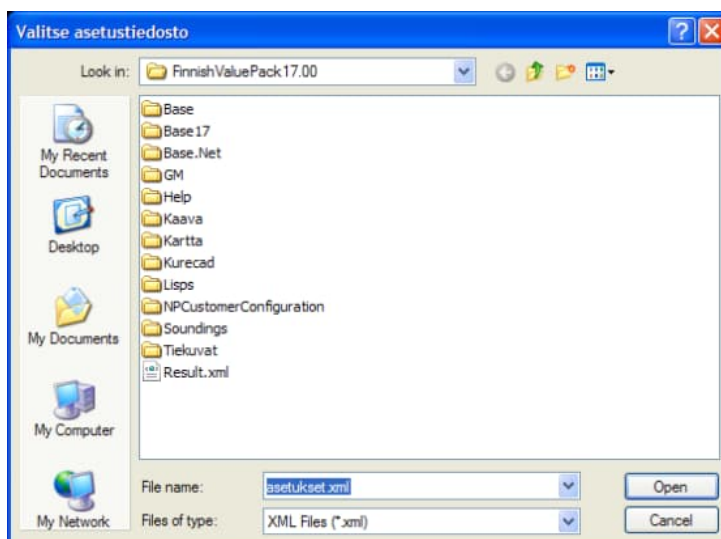 Valitse asetustiedosto
Look in: FinnishValuePack17.00
My Recent Documents
Desktop
My Documents
My Computer
My Network
Base
Base17
Base.Net
GM
Help
Kaava
Kartta
Kurecad
Lisps
NPCustomerConfiguration
Soundings
Tiekuvat
Result.xml
File name: asetukset.xml Open
Files of type: XML Files (*.xml) Cancel